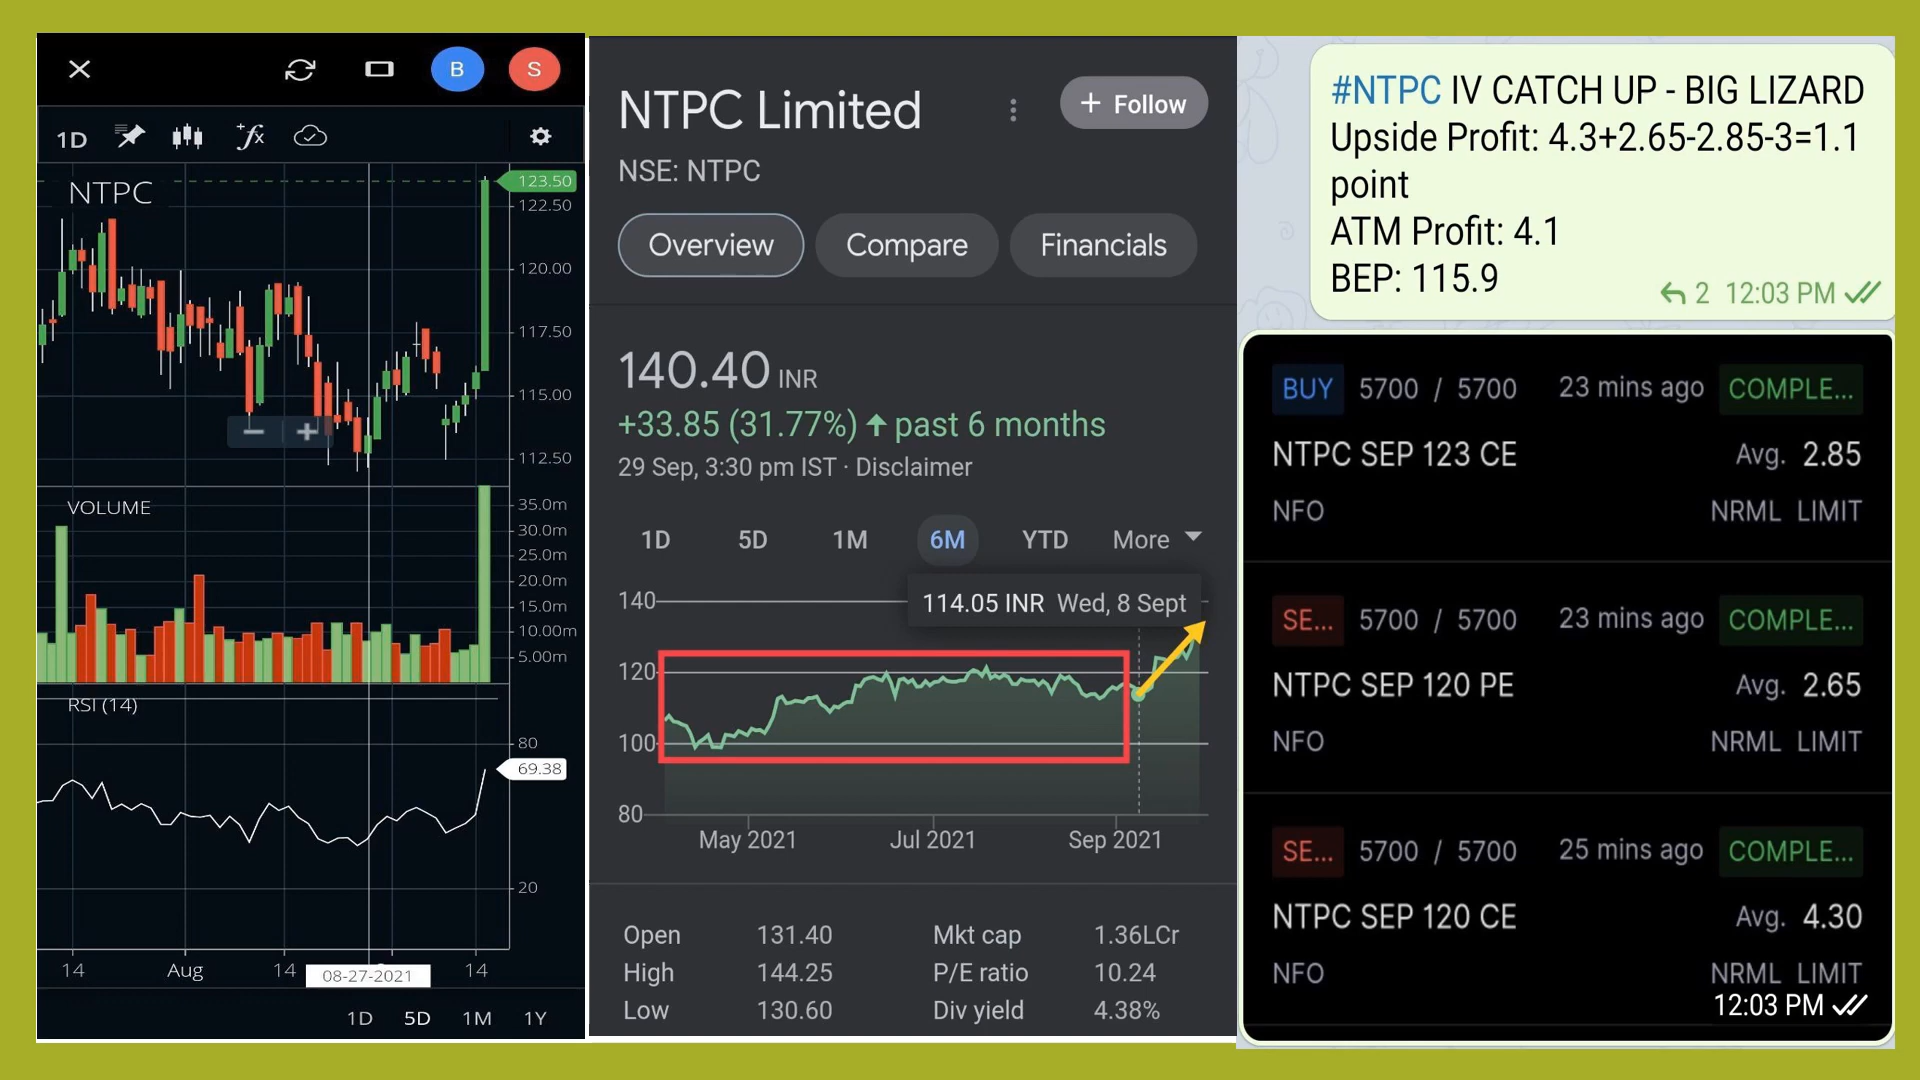 B
S
1D
fx
NTPC
123.50
122.50
120.00
117.50
115.00
112.50
VOLUME
35.0m
30.0m
25.0m
20.0m
15.0m
10.00m
5.00m
RSI (14)
80
69.38
20
14
Aug
14
08-27-2021
14
1D 5D 1M 1Y
NTPC Limited
+ Follow
NSE: NTPC
Overview Compare Financials
140.40 INR
+33.85 (31.77%) ↑ past 6 months
29 Sep, 3:30 pm IST · Disclaimer
1D 5D 1M 6M YTD More
114.05 INR Wed, 8 Sept
140
120
100
80
May 2021 Jul 2021 Sep 2021
Open 131.40 Mkt cap 1.36LCr
High 144.25 P/E ratio 10.24
Low 130.60 Div yield 4.38%
#NTPC IV CATCH UP - BIG LIZARD
Upside Profit: 4.3+2.65-2.85-3=1.1
point
ATM Profit: 4.1
BEP: 115.9
2 12:03 PM
BUY 5700 / 5700 23 mins ago COMPLE...
NTPC SEP 123 CE Avg. 2.85
NFO NRML LIMIT
SE... 5700 / 5700 23 mins ago COMPLE...
NTPC SEP 120 PE Avg. 2.65
NFO NRML LIMIT
SE... 5700 / 5700 25 mins ago COMPLE...
NTPC SEP 120 CE Avg. 4.30
NFO NRML LIMIT
12:03 PM